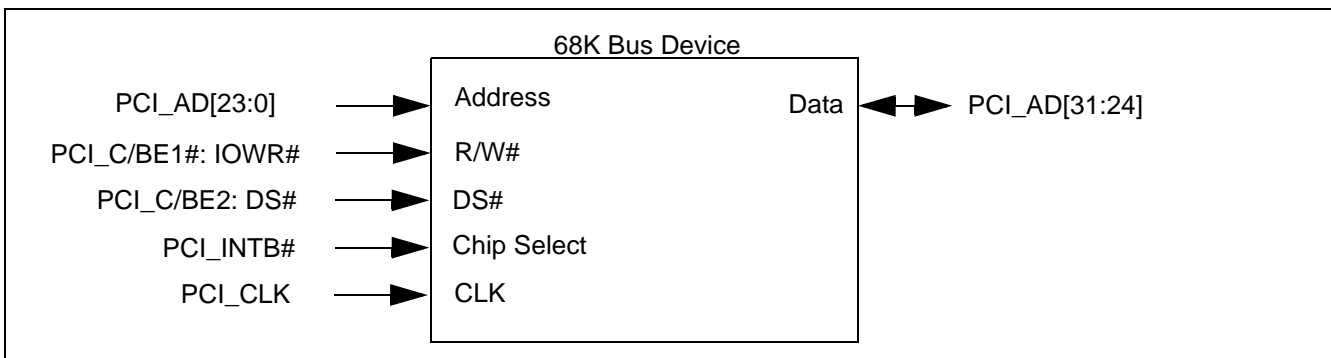 68K Bus Device
PCI_AD[23:0]
Address
Data
PCI_AD[31:24]
PCI_C/BE1#: IOWR#
R/W#
PCI_C/BE2: DS#
DS#
PCI_INTB#
Chip Select
PCI_CLK
CLK